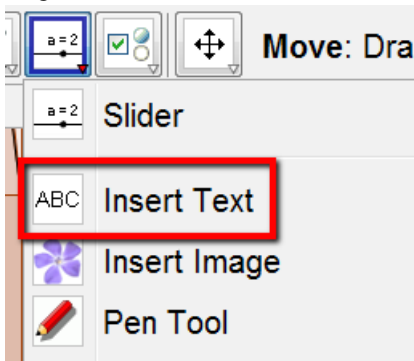 a=2 Move: Dra
a=2 Slider
ABC Insert Text
Insert Image
Pen Tool